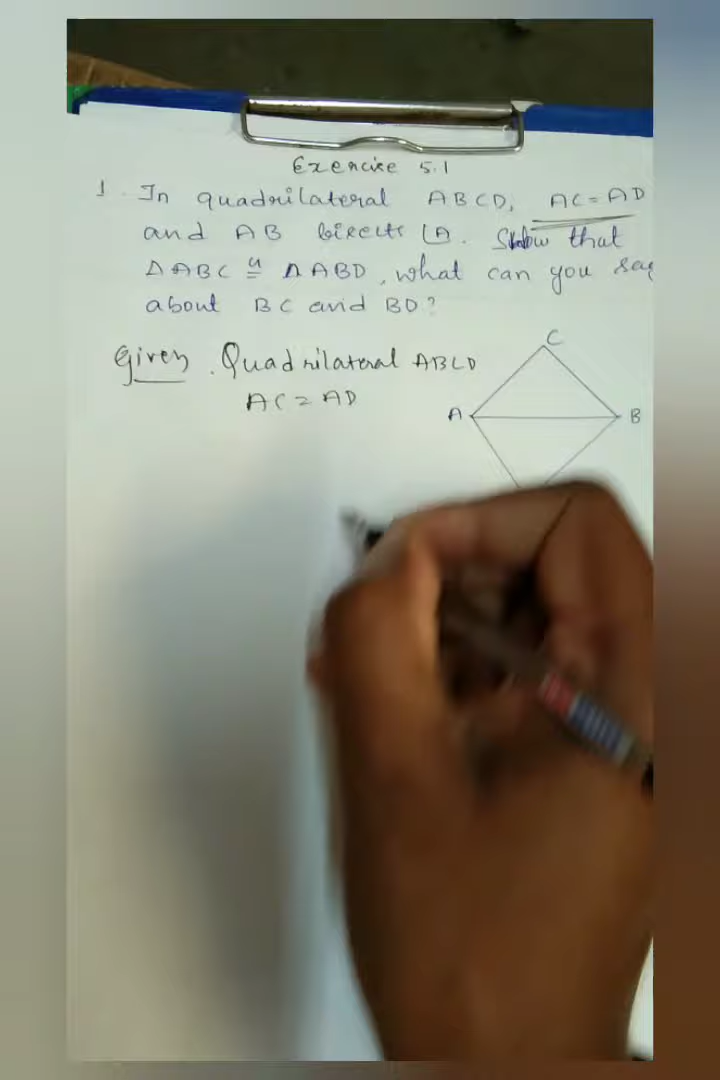 Exercise 5.1
1. In quadrilateral ABCD, AC = AD
and AB bisects ∠A. Show that
△ABC ≅ △ABD, what can you say
about BC and BD?
Given. Quadrilateral ABCD
AC = AD
C
A
B